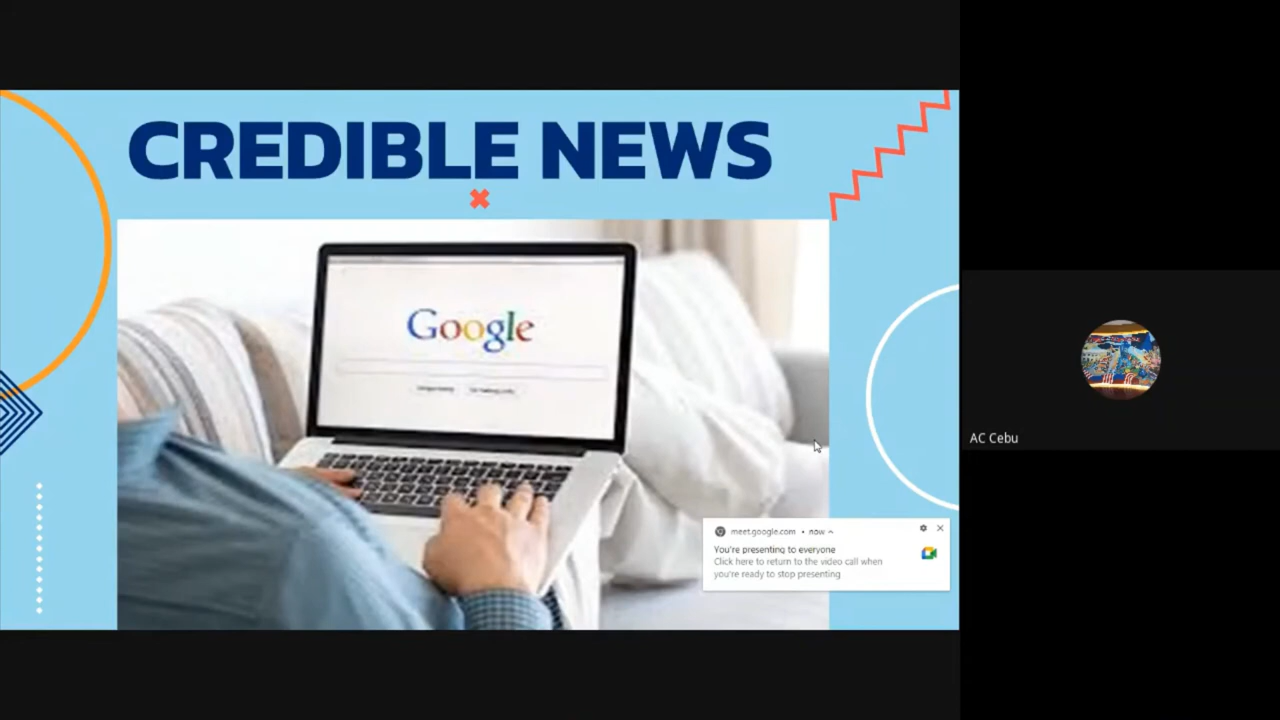 CREDIBLE NEWS
Google
meet.google.com • now
You're presenting to everyone
Click here to return to the video call when
you're ready to stop presenting
AC Cebu